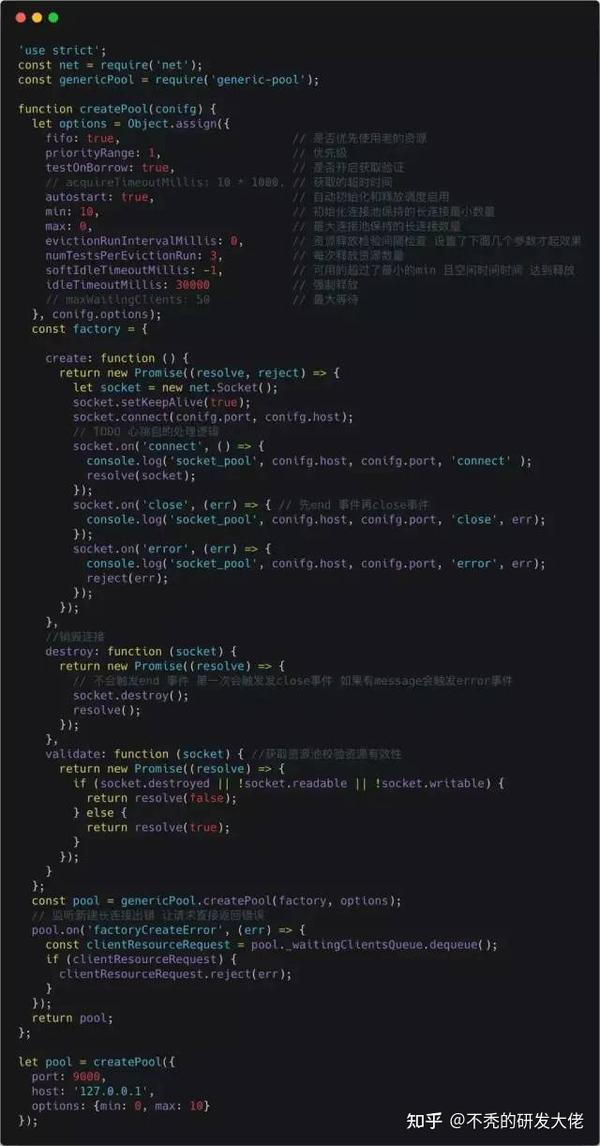 'use strict';
const net = require('net');
const genericPool = require('generic-pool');
function createPool(conifg) {
let options = Object.assign({
fifo: true, // 是否优先使用老的资源
priorityRange: 1, // 优先级
testOnBorrow: true, // 是否开启获取验证
// acquireTimeoutMillis: 10 * 1000, // 获取的超时时间
autostart: true, // 自动初始化和释放调度启用
min: 10, // 初始化连接池保持的长连接最小数量
max: 0, // 最大连接池保持的长连接数量
evictionRunIntervalMillis: 0, // 资源释放检验间隔检查 设置了下面几个参数才起效果
numTestsPerEvictionRun: 3, // 每次释放资源数量
softIdleTimeoutMillis: -1, // 可用的超过了最小的min 且空闲时间时间 达到释放
idleTimeoutMillis: 30000 // 强制释放
// maxWaitingClients: 50 // 最大等待
}, conifg.options);
const factory = {
create: function () {
return new Promise((resolve, reject) => {
let socket = new net.Socket();
socket.setKeepAlive(true);
socket.connect(conifg.port, conifg.host);
// TODO 心跳包的处理逻辑
socket.on('connect', () => {
console.log('socket_pool', conifg.host, conifg.port, 'connect' );
resolve(socket);
});
socket.on('close', (err) => { // 先end 事件再close事件
console.log('socket_pool', conifg.host, conifg.port, 'close', err);
});
socket.on('error', (err) => {
console.log('socket_pool', conifg.host, conifg.port, 'error', err);
reject(err);
});
});
},
//销毁连接
destroy: function (socket) {
return new Promise((resolve) => {
// 不会触发end 事件 第一次会触发发close事件 如果有message会触发error事件
socket.destroy();
resolve();
});
},
validate: function (socket) { //获取资源池校验资源有效性
return new Promise((resolve) => {
if (socket.destroyed || !socket.readable || !socket.writable) {
return resolve(false);
} else {
return resolve(true);
}
});
}
};
const pool = genericPool.createPool(factory, options);
// 监听新建长连接出错 让请求直接返回错误
pool.on('factoryCreateError', (err) => {
const clientResourceRequest = pool._waitingClientsQueue.dequeue();
if (clientResourceRequest) {
clientResourceRequest.reject(err);
}
});
return pool;
};
let pool = createPool({
port: 9000,
host: '127.0.0.1',
options: {min: 0, max: 10}
});
知乎 @不秃的研发大佬